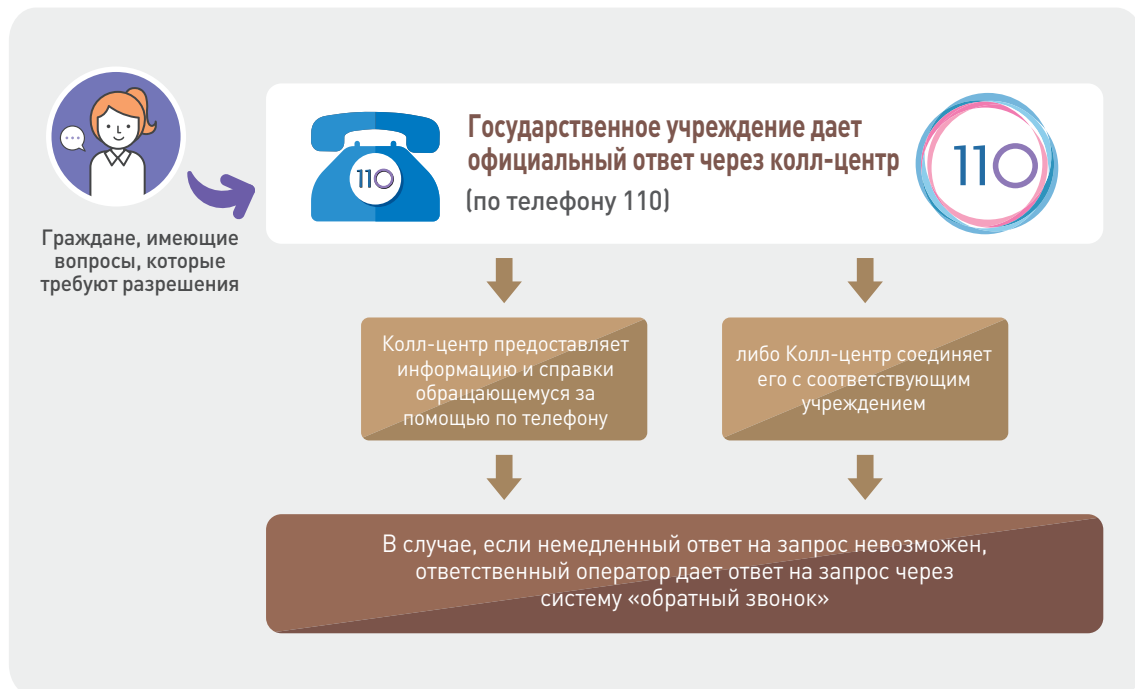 Государственное учреждение дает
официальный ответ через колл-центр
(по телефону 110)
110
110
Граждане, имеющие
вопросы, которые
требуют разрешения
Колл-центр предоставляет
информацию и справки
обращающемуся за
помощью по телефону
либо Колл-центр соединяет
его с соответствующим
учреждением
В случае, если немедленный ответ на запрос невозможен,
ответственный оператор дает ответ на запрос через
систему «обратный звонок»